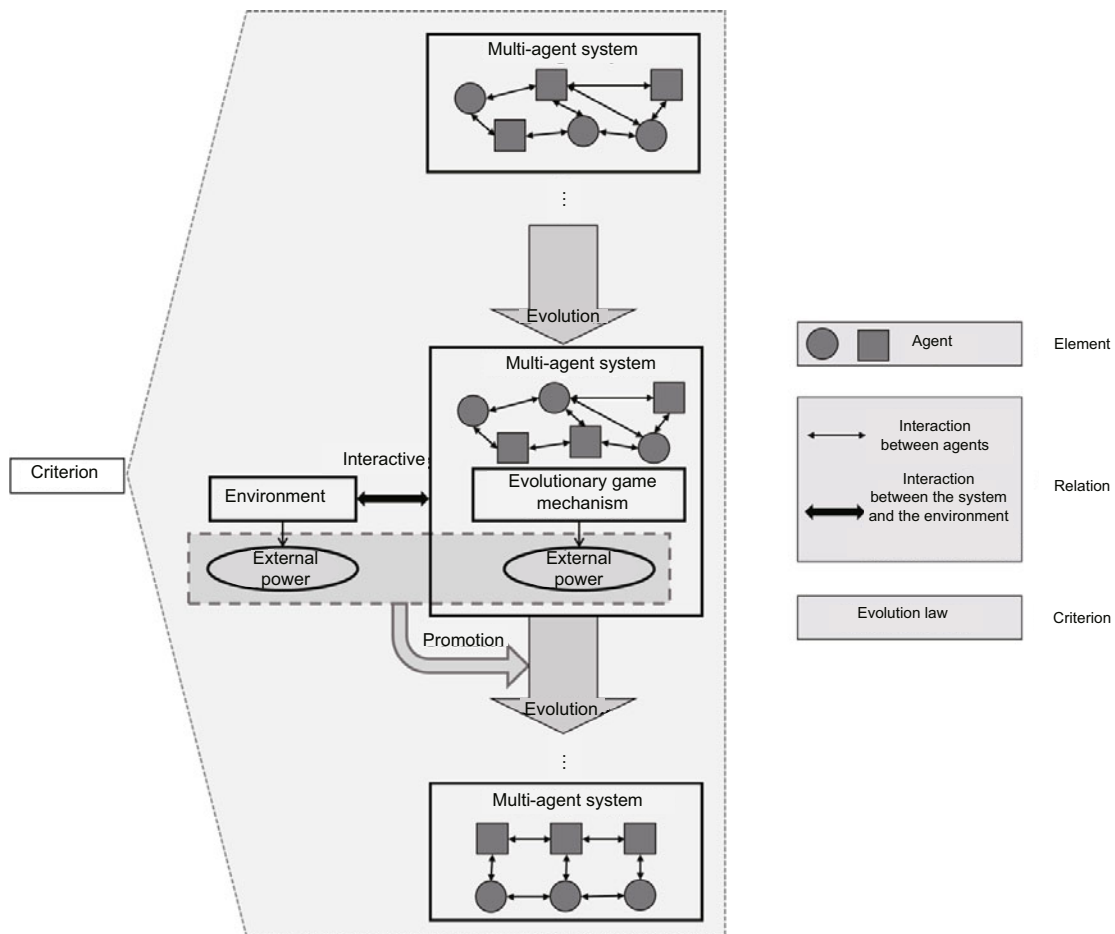 Multi-agent system
⋮
Evolution
Multi-agent system
Criterion
Interactive
Environment
Evolutionary game
mechanism
External
power
External
power
Promotion
Evolution
⋮
Multi-agent system
Agent
Element
Interaction
between agents
Interaction
between the system
and the environment
Relation
Evolution law
Criterion